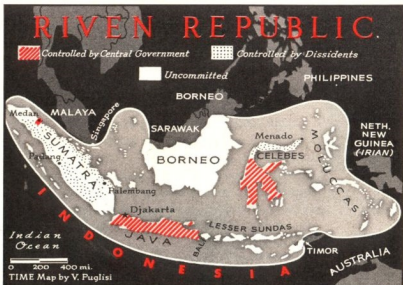 RIVEN REPUBLIC
Controlled by Central Government
Controlled by Dissidents
Uncommitted
PHILIPPINES
BORNEO
Medan
MALAYA
Singapore
SARAWAK
Menado
NETH.
NEW
GUINEA
(IRIAN)
MOLUCCAS
SUMATRA
BORNEO
CELEBES
Padang
Palembang
Djakarta
JAVA
BALI
LESSER SUNDAS
TIMOR
Indian
Ocean
INDONESIA
AUSTRALIA
0 200 400 mi.
TIME Map by V. Puglisi